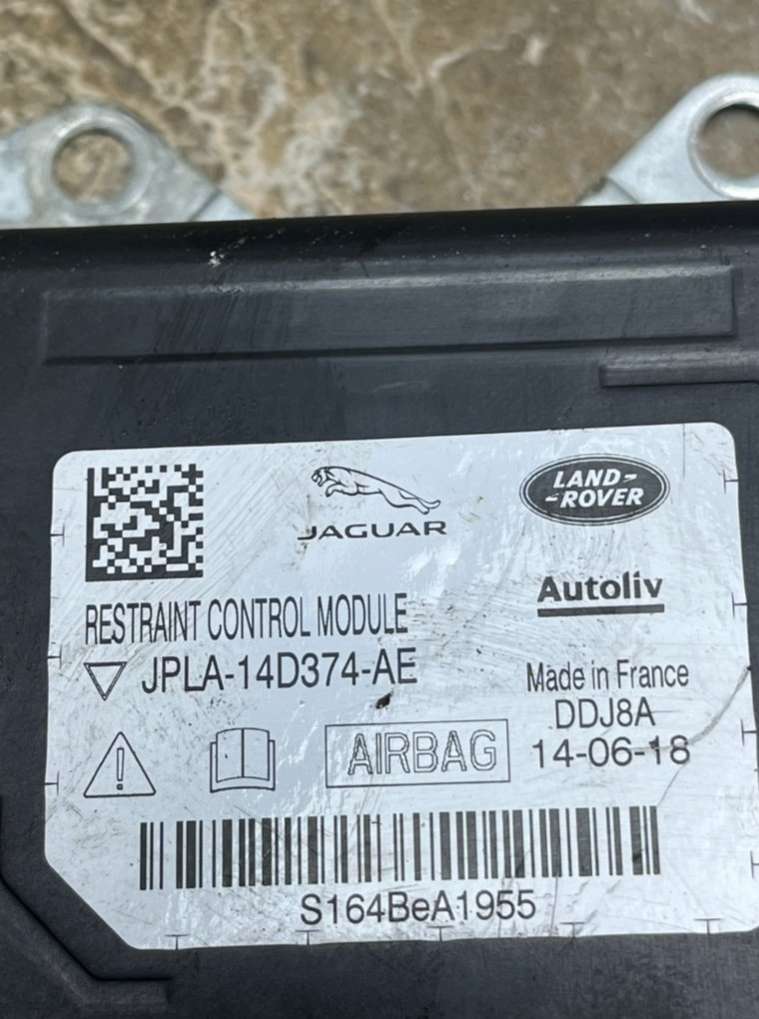 JAGUAR
LAND-
-ROVER
Autoliv
RESTRAINT CONTROL MODULE
JPLA-14D374-AE
Made in France
DDJ8A
AIRBAG
14-06-18
S164BeA1955